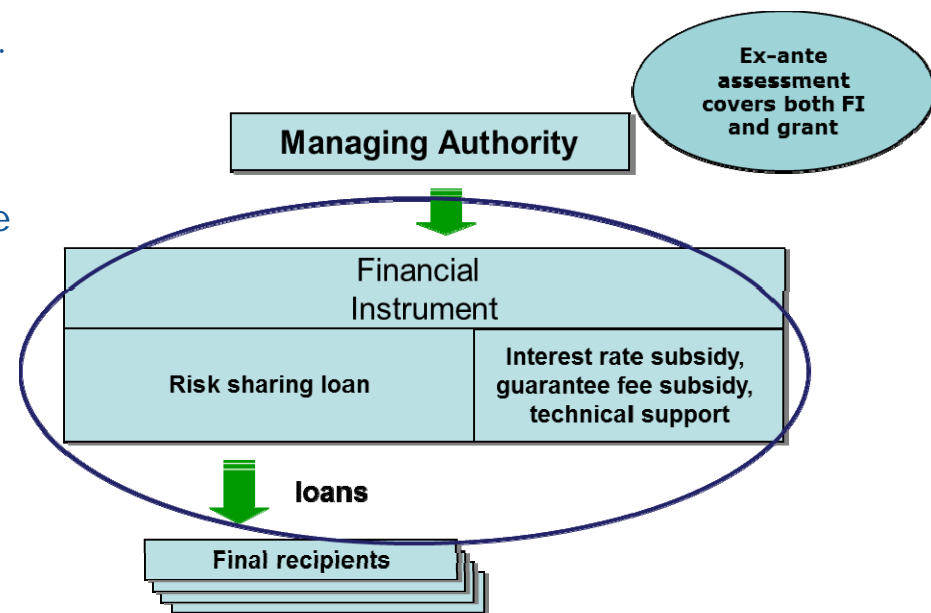 .
Ex-ante
assessment
covers both FI
and grant
Managing Authority
e
Financial
Instrument
Risk sharing loan
Interest rate subsidy,
guarantee fee subsidy,
technical support
loans
Final recipients